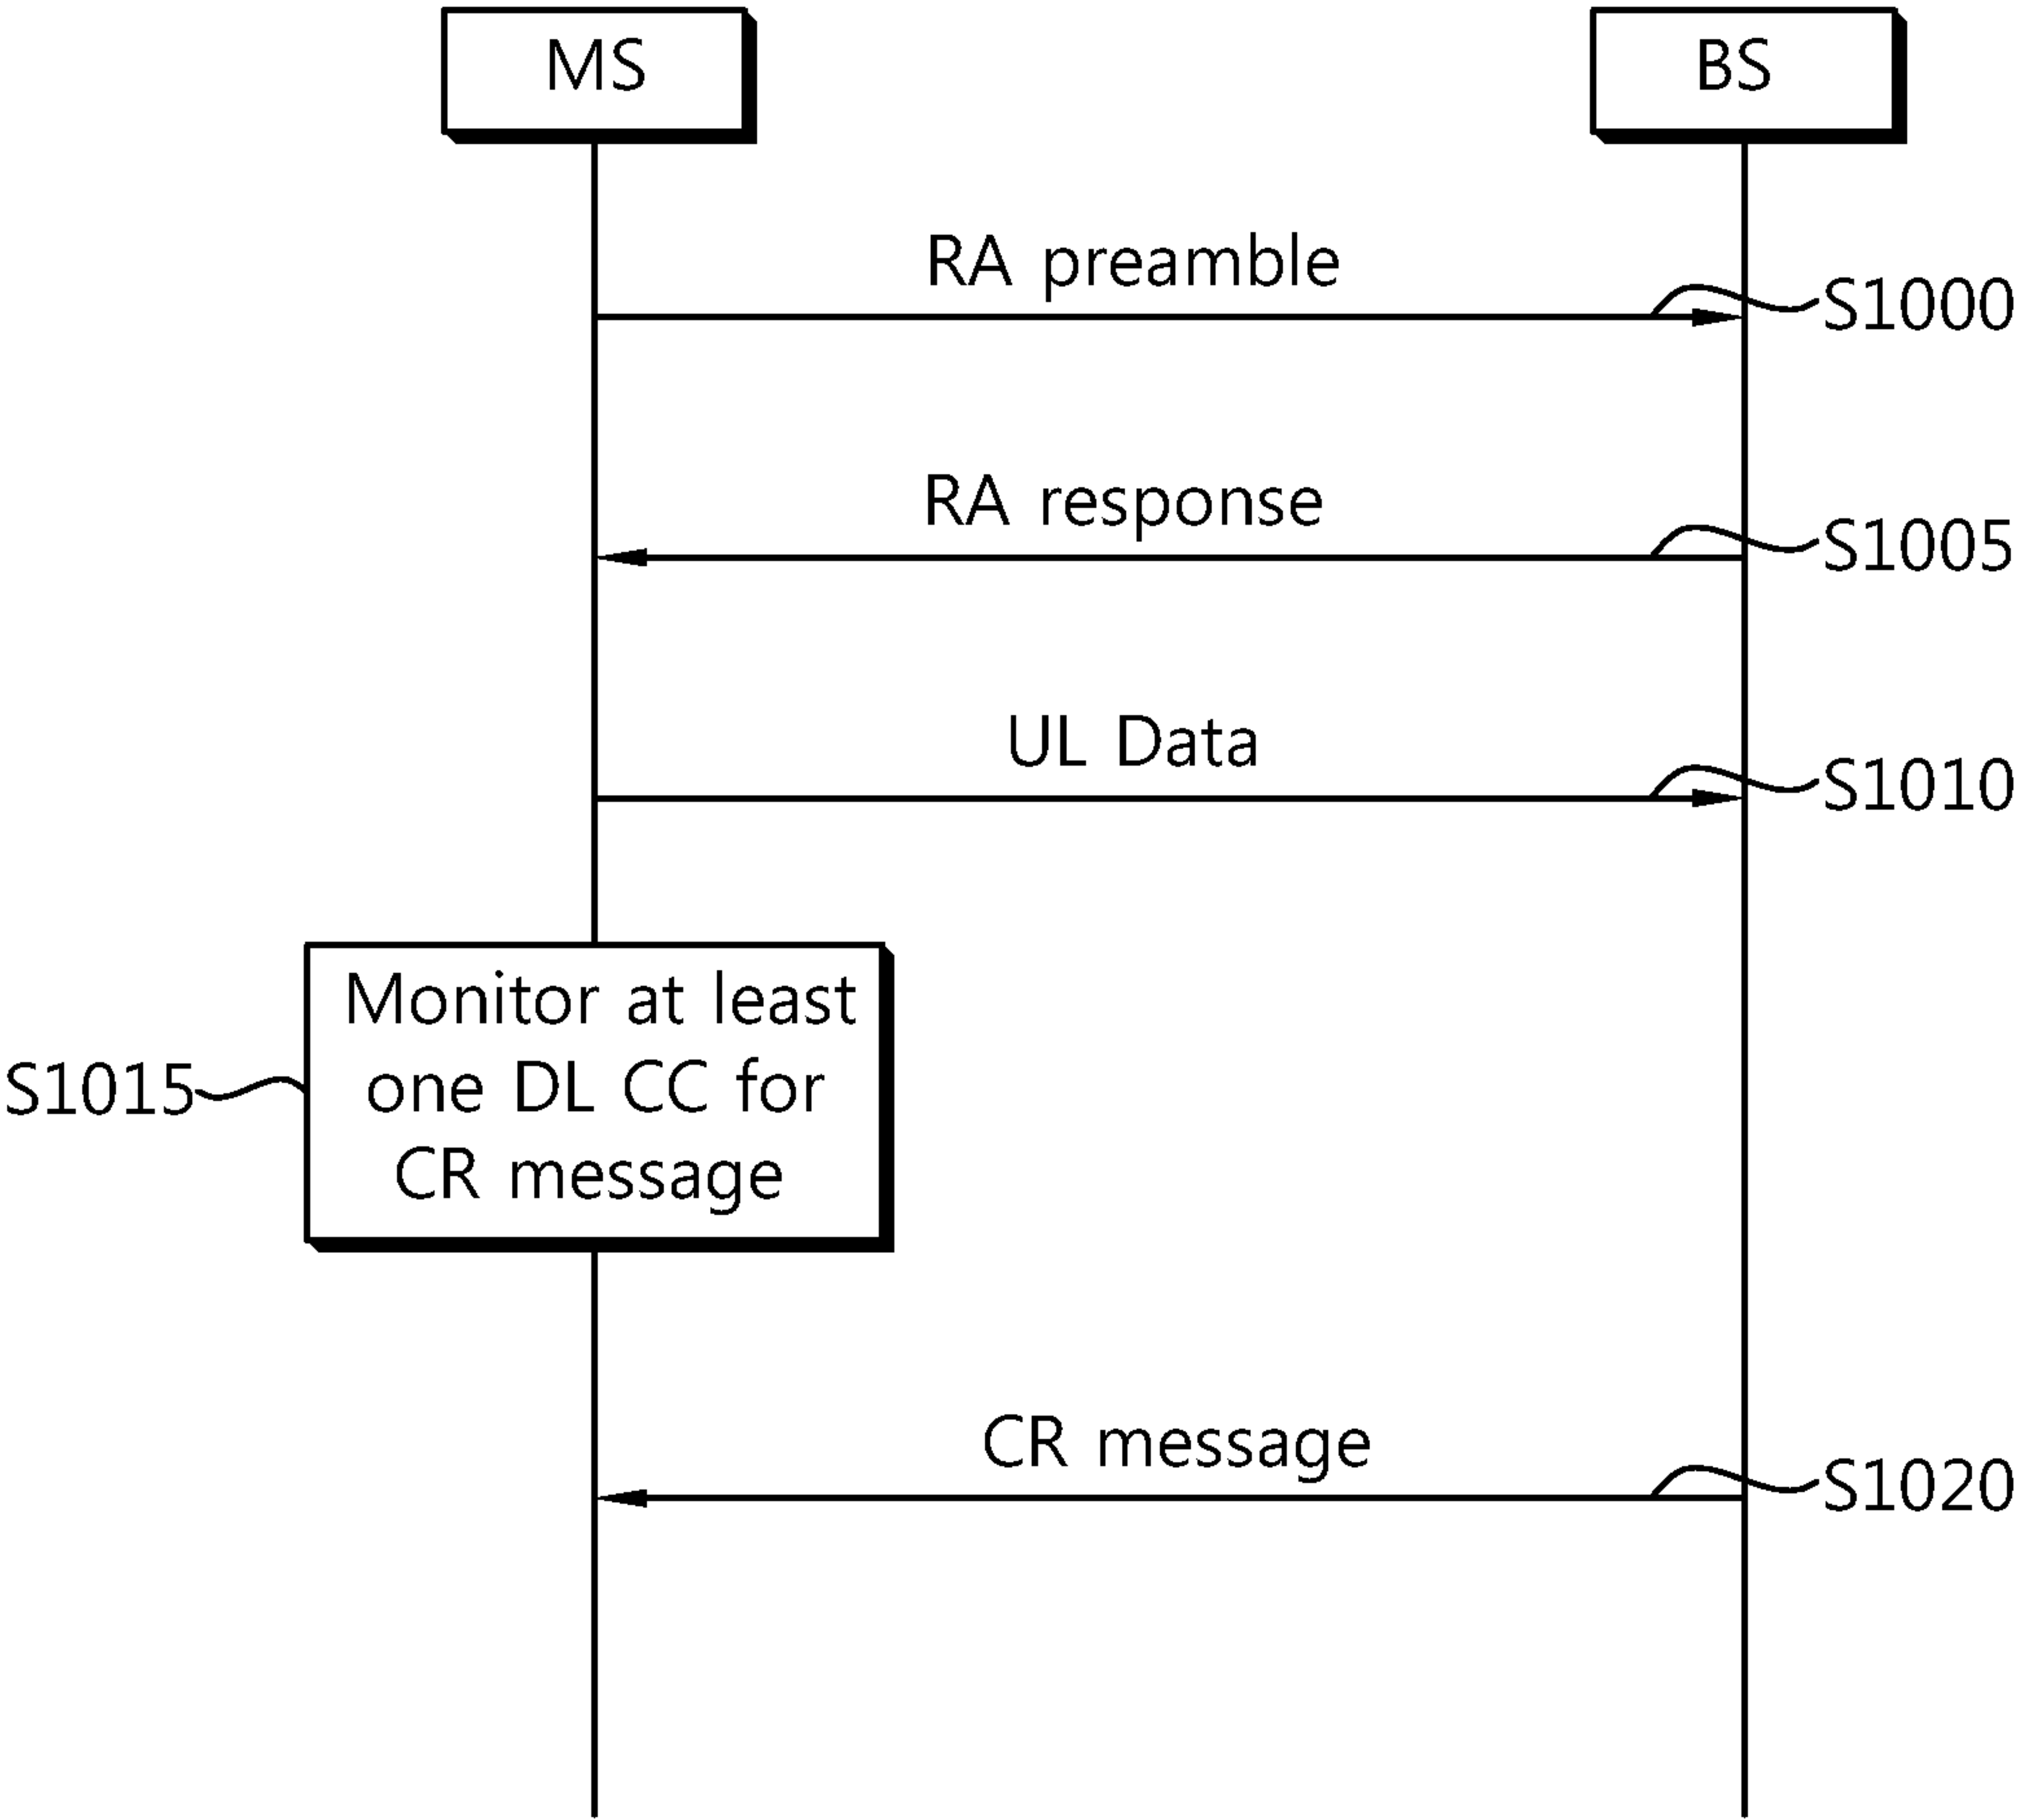 MS
BS
RA preamble
S1000
RA response
S1005
UL Data
S1010
Monitor at least
one DL CC for
CR message
S1015
CR message
S1020